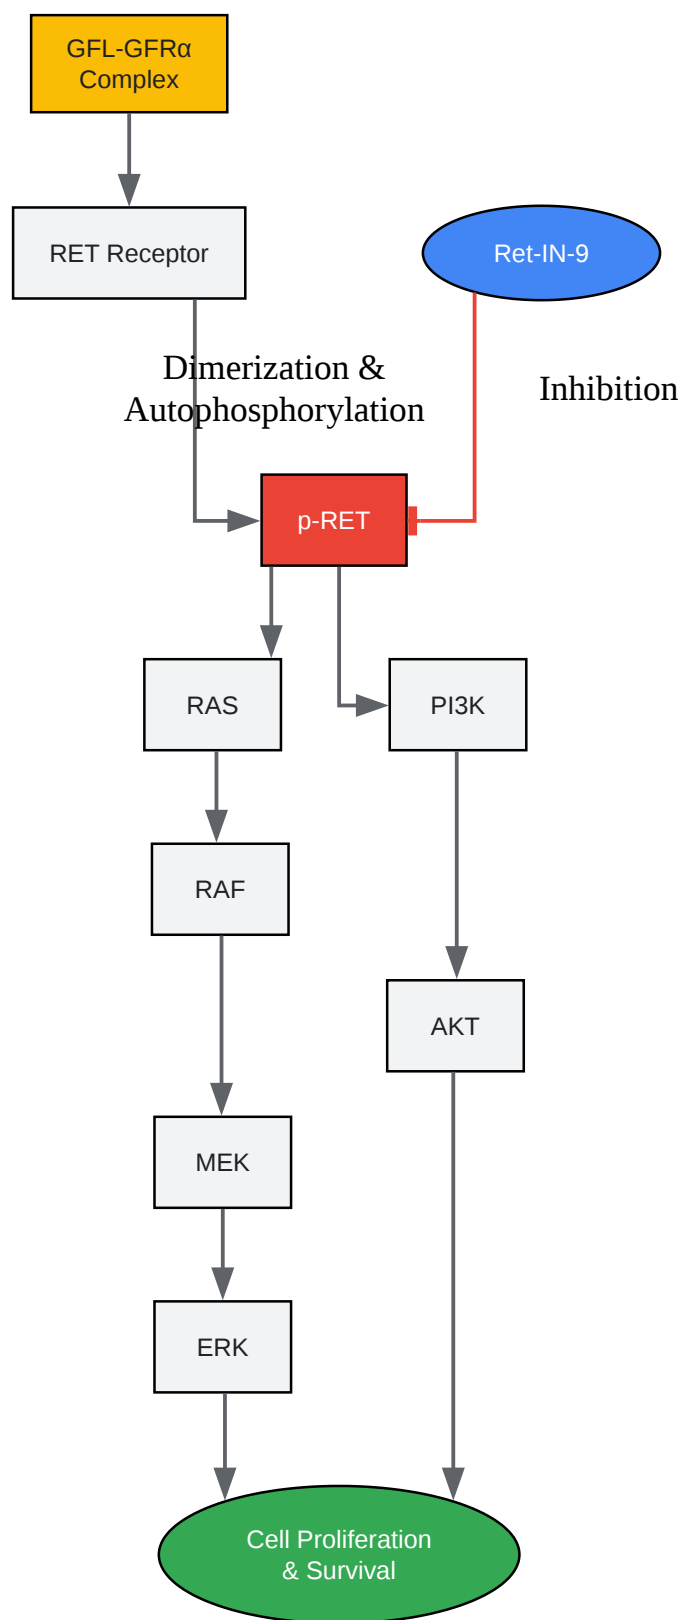 GFL-GFRα
Complex
RET Receptor
Ret-IN-9
Dimerization &
Autophosphorylation
Inhibition
p-RET
RAS
PI3K
RAF
AKT
MEK
ERK
Cell Proliferation
& Survival